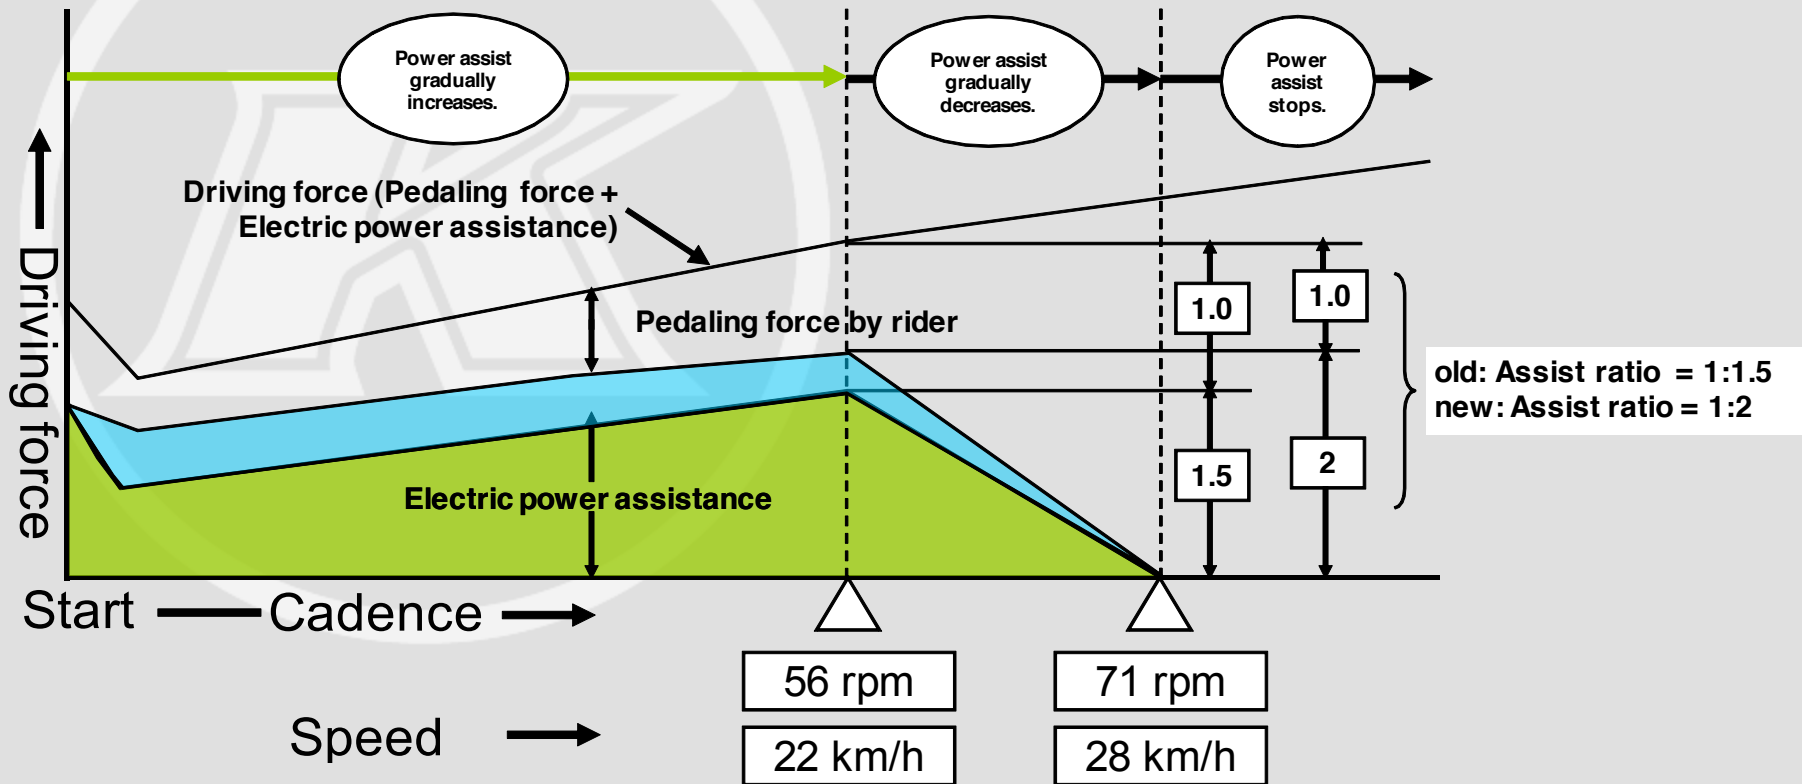 Power assist
gradually
increases.
Power assist
gradually
decreases.
Power
assist
stops.
Driving force (Pedaling force +
Electric power assistance)
Driving force
Pedaling force by rider
1.0
1.0
old: Assist ratio = 1:1.5
new: Assist ratio = 1:2
1.5
2
Electric power assistance
Start
Cadence
56 rpm
71 rpm
Speed
22 km/h
28 km/h
K